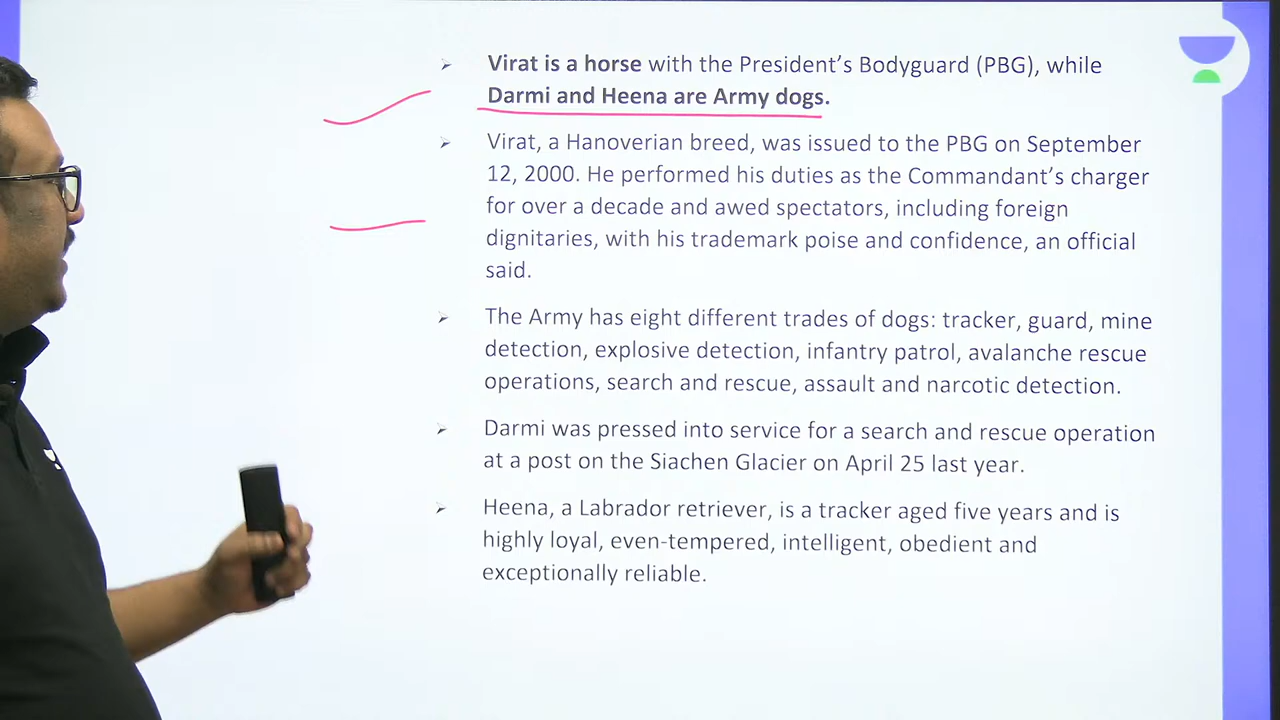 Virat is a horse with the President’s Bodyguard (PBG), while
Darmi and Heena are Army dogs.
Virat, a Hanoverian breed, was issued to the PBG on September
12, 2000. He performed his duties as the Commandant’s charger
for over a decade and awed spectators, including foreign
dignitaries, with his trademark poise and confidence, an official
said.
The Army has eight different trades of dogs: tracker, guard, mine
detection, explosive detection, infantry patrol, avalanche rescue
operations, search and rescue, assault and narcotic detection.
Darmi was pressed into service for a search and rescue operation
at a post on the Siachen Glacier on April 25 last year.
Heena, a Labrador retriever, is a tracker aged five years and is
highly loyal, even-tempered, intelligent, obedient and
exceptionally reliable.